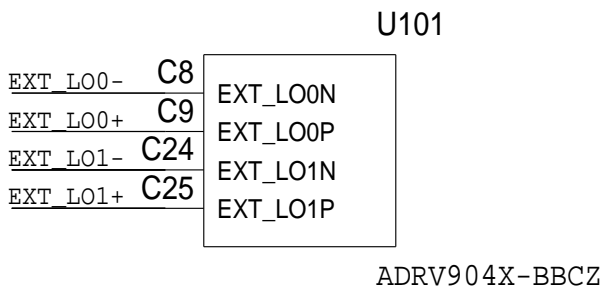 U101
EXT_LO0- C8 EXT_LO0N
EXT_LO0+ C9 EXT_LO0P
EXT_LO1- C24 EXT_LO1N
EXT_LO1+ C25 EXT_LO1P
ADRV904X-BBCZ